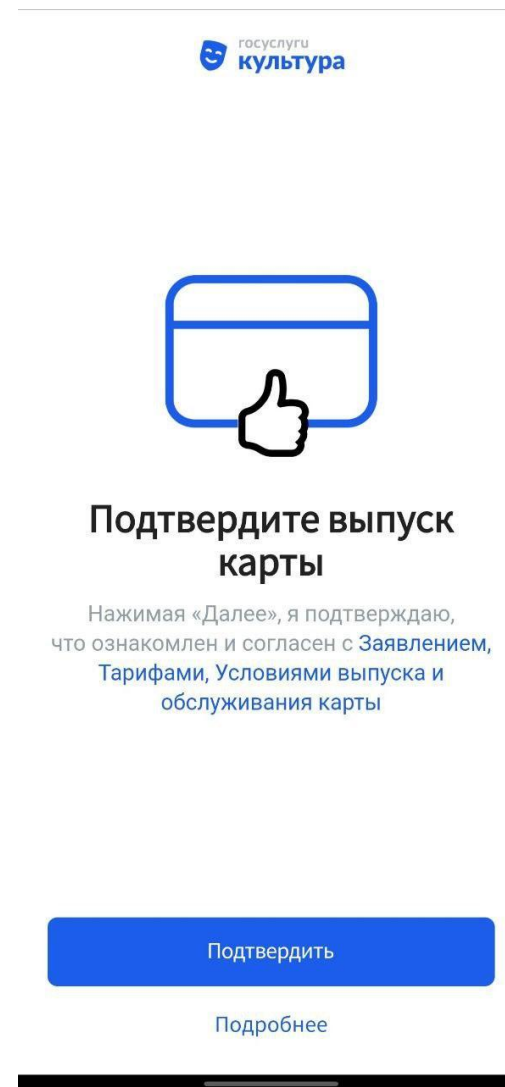 госуслуги
культура
Подтвердите выпуск
карты
Нажимая «Далее», я подтверждаю,
что ознакомлен и согласен с Заявлением,
Тарифами, Условиями выпуска и
обслуживания карты
Подтвердить
Подробнее